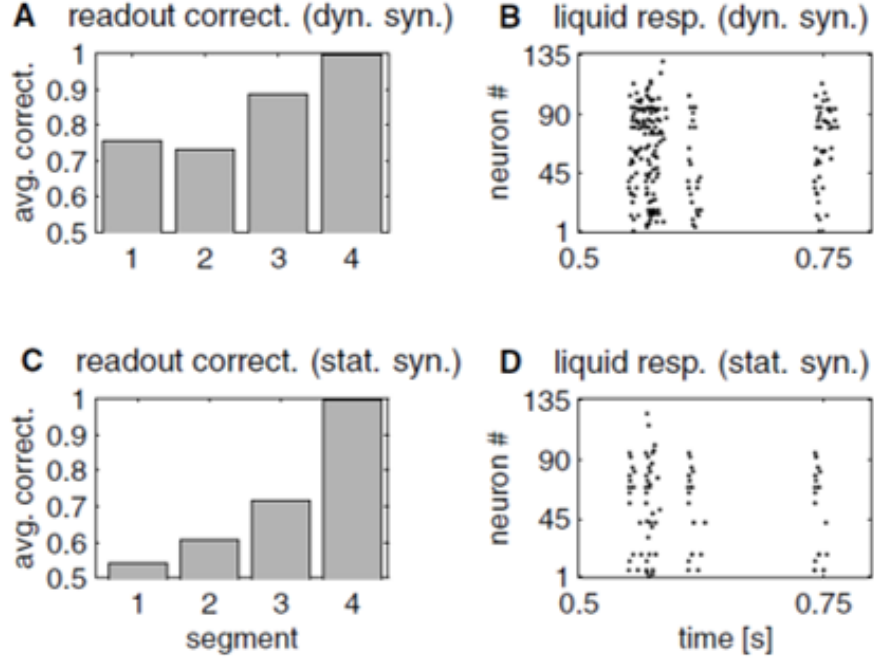 A readout correct. (dyn. syn.)
avg. correct.
1
0.9
0.8
0.7
0.6
0.5
1 2 3 4
B liquid resp. (dyn. syn.)
neuron #
135
90
45
1
0.5 0.75
C readout correct. (stat. syn.)
avg. correct.
1
0.9
0.8
0.7
0.6
0.5
1 2 3 4
segment
D liquid resp. (stat. syn.)
neuron #
135
90
45
1
0.5 0.75
time [s]